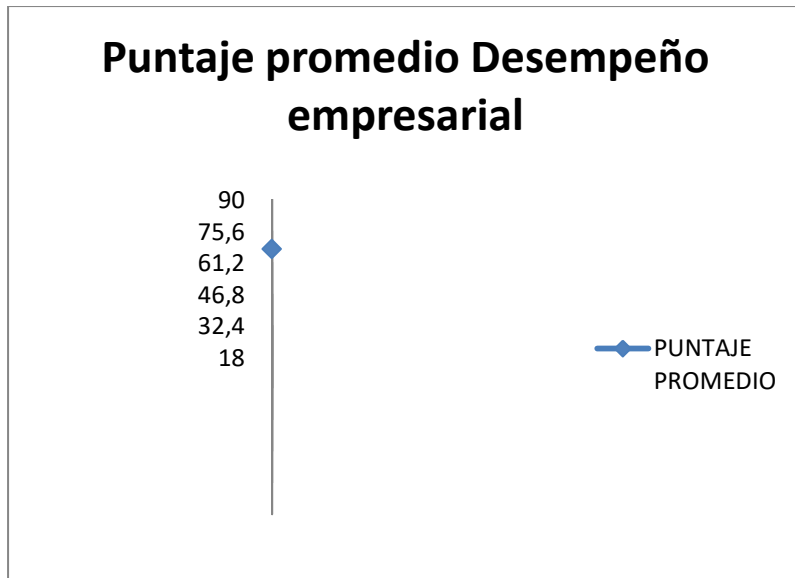 Puntaje promedio Desempeño
empresarial
90
75,6
61,2
46,8
32,4
18
PUNTAJE
PROMEDIO